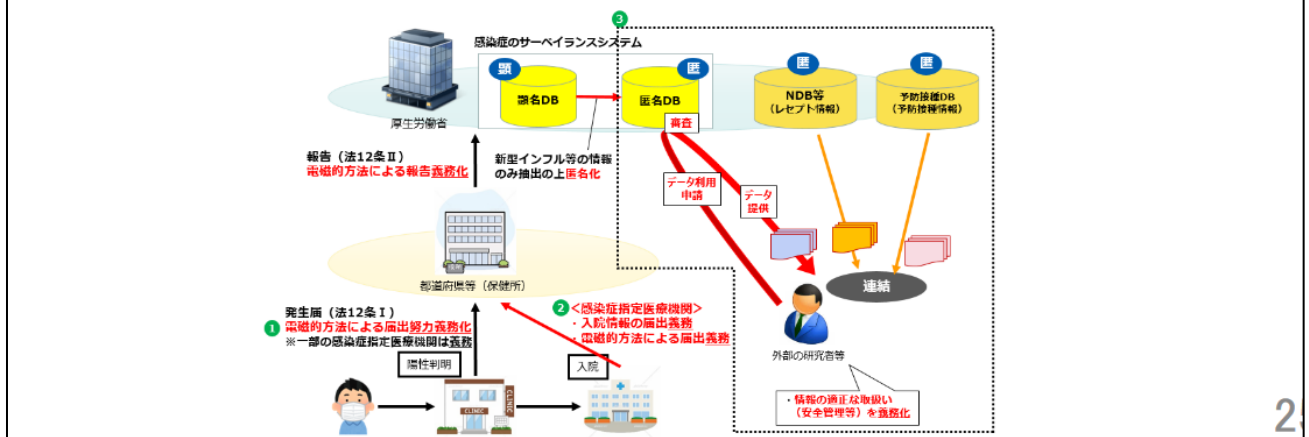 ③
感染症のサーベイランスシステム
顕
匿
匿
匿
顕名DB
匿名DB
NDB等
（レセプト情報）
予防接種DB
（予防接種情報）
審査
厚生労働省
報告（法12条Ⅱ）
電磁的方法による報告義務化
新型インフル等の情報
のみ抽出の上匿名化
データ利用
申請
データ
提供
都道府県等（保健所）
連結
発生届（法12条Ⅰ）
① 電磁的方法による届出努力義務化
※一部の感染症指定医療機関は義務
② <感染症指定医療機関>
・入院情報の届出義務
・電磁的方法による届出義務
外部の研究者等
陽性判明
入院
CLINIC
CLINIC
・情報の適正な取扱い
（安全管理等）を義務化